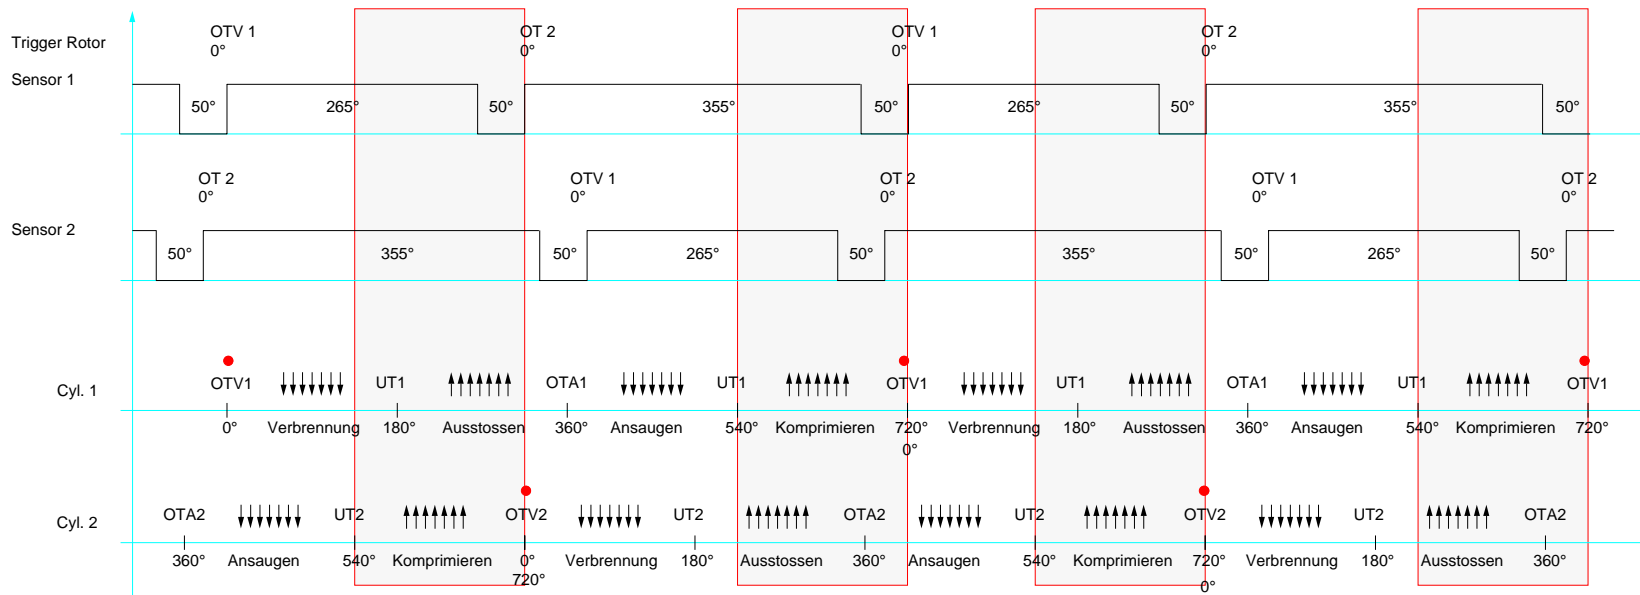 OTV 1 OT 2 OTV 1 OT 2
Trigger Rotor 0° 0° 0° 0°
Sensor 1
50° 265° 50° 355° 50° 265° 50° 355° 50°
OT 2 OTV 1 OT 2 OTV 1 OT 2
0° 0° 0° 0° 0°
Sensor 2
50° 355° 50° 265° 50° 355° 50° 265° 50°
Cyl. 1 OTV1 UT1 OTA1 UT1 OTV1 UT1 OTA1 UT1 OTV1
0° Verbrennung 180° Ausstossen 360° Ansaugen 540° Komprimieren 720° Verbrennung 180° Ausstossen 360° Ansaugen 540° Komprimieren 720°
0°
Cyl. 2 OTA2 UT2 OTV2 UT2 OTA2 UT2 OTV2 UT2 OTA2
360° Ansaugen 540° Komprimieren 0° Verbrennung 180° Ausstossen 360° Ansaugen 540° Komprimieren 720° Verbrennung 180° Ausstossen 360°
720° 0°